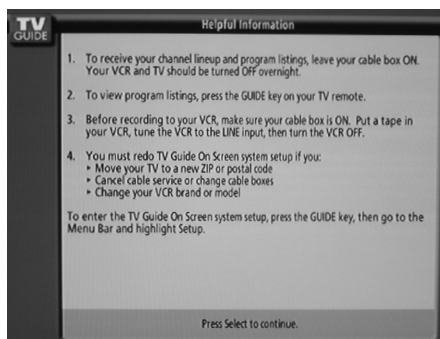 TV
GUIDE
Helpful Information
1. To receive your channel lineup and program listings, leave your cable box ON.
Your VCR and TV should be turned OFF overnight.
2. To view program listings, press the GUIDE key on your TV remote.
3. Before recording to your VCR, make sure your cable box is ON. Put a tape in
your VCR, tune the VCR to the LINE input, then turn the VCR OFF.
4. You must redo TV Guide On Screen system setup if you:
▸ Move your TV to a new ZIP or postal code
▸ Cancel cable service or change cable boxes
▸ Change your VCR brand or model
To enter the TV Guide On Screen system setup, press the GUIDE key, then go to the
Menu Bar and highlight Setup.
Press Select to continue.